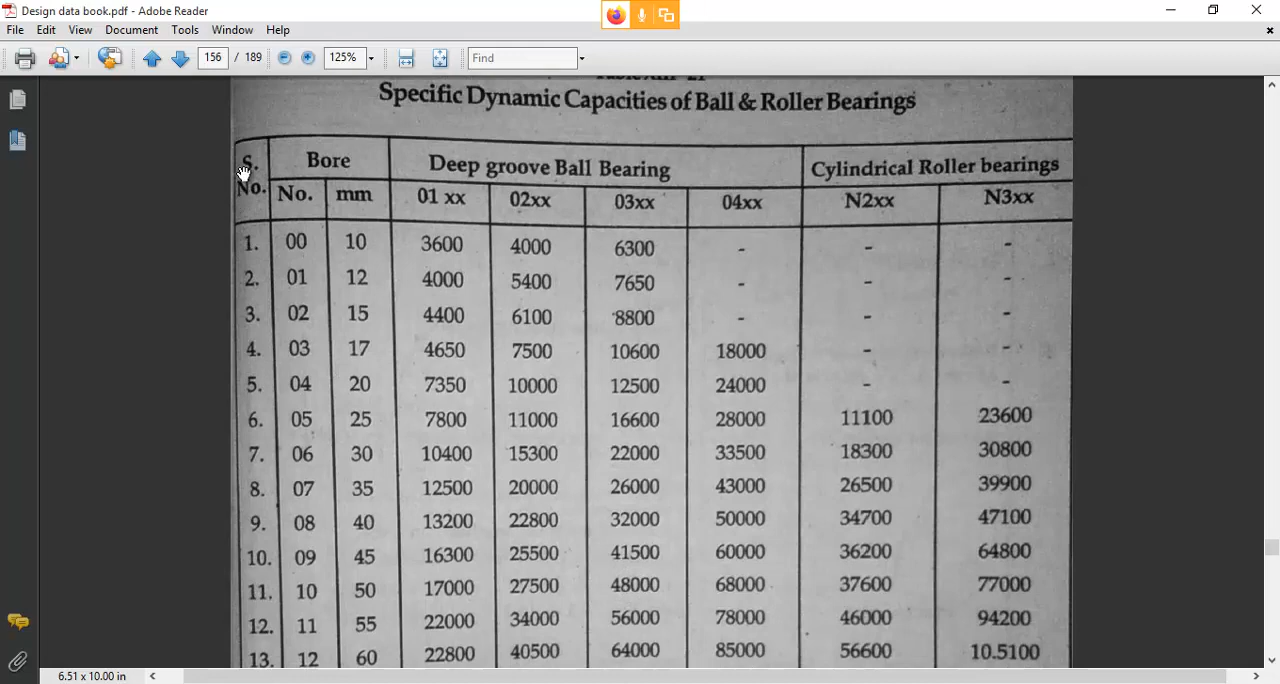 Design data book.pdf - Adobe Reader
File Edit View Document Tools Window Help
156 / 189 125% Find
Specific Dynamic Capacities of Ball & Roller Bearings
S. No. Bore Deep groove Ball Bearing Cylindrical Roller bearings
No. mm 01 xx 02xx 03xx 04xx N2xx N3xx
1. 00 10 3600 4000 6300 - - -
2. 01 12 4000 5400 7650 - - -
3. 02 15 4400 6100 8800 - - -
4. 03 17 4650 7500 10600 18000 - -
5. 04 20 7350 10000 12500 24000 - -
6. 05 25 7800 11000 16600 28000 11100 23600
7. 06 30 10400 15300 22000 33500 18300 30800
8. 07 35 12500 20000 26000 43000 26500 39900
9. 08 40 13200 22800 32000 50000 34700 47100
10. 09 45 16300 25500 41500 60000 36200 64800
11. 10 50 17000 27500 48000 68000 37600 77000
12. 11 55 22000 34000 56000 78000 46000 94200
13. 12 60 22800 40500 64000 85000 56600 10.5100
6.51 x 10.00 in